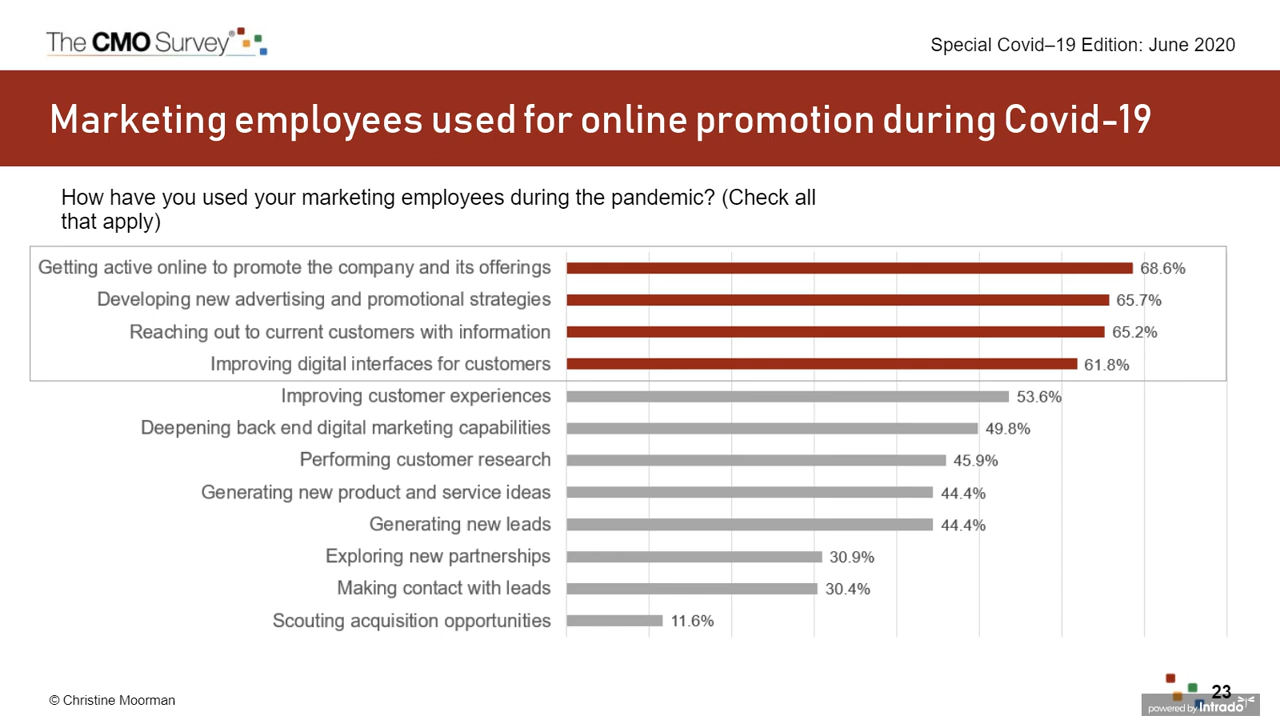 The CMO Survey®
Special Covid–19 Edition: June 2020
Marketing employees used for online promotion during Covid-19
How have you used your marketing employees during the pandemic? (Check all
that apply)
Getting active online to promote the company and its offerings 68.6%
Developing new advertising and promotional strategies 65.7%
Reaching out to current customers with information 65.2%
Improving digital interfaces for customers 61.8%
Improving customer experiences 53.6%
Deepening back end digital marketing capabilities 49.8%
Performing customer research 45.9%
Generating new product and service ideas 44.4%
Generating new leads 44.4%
Exploring new partnerships 30.9%
Making contact with leads 30.4%
Scouting acquisition opportunities 11.6%
© Christine Moorman
23
powered by Intrado